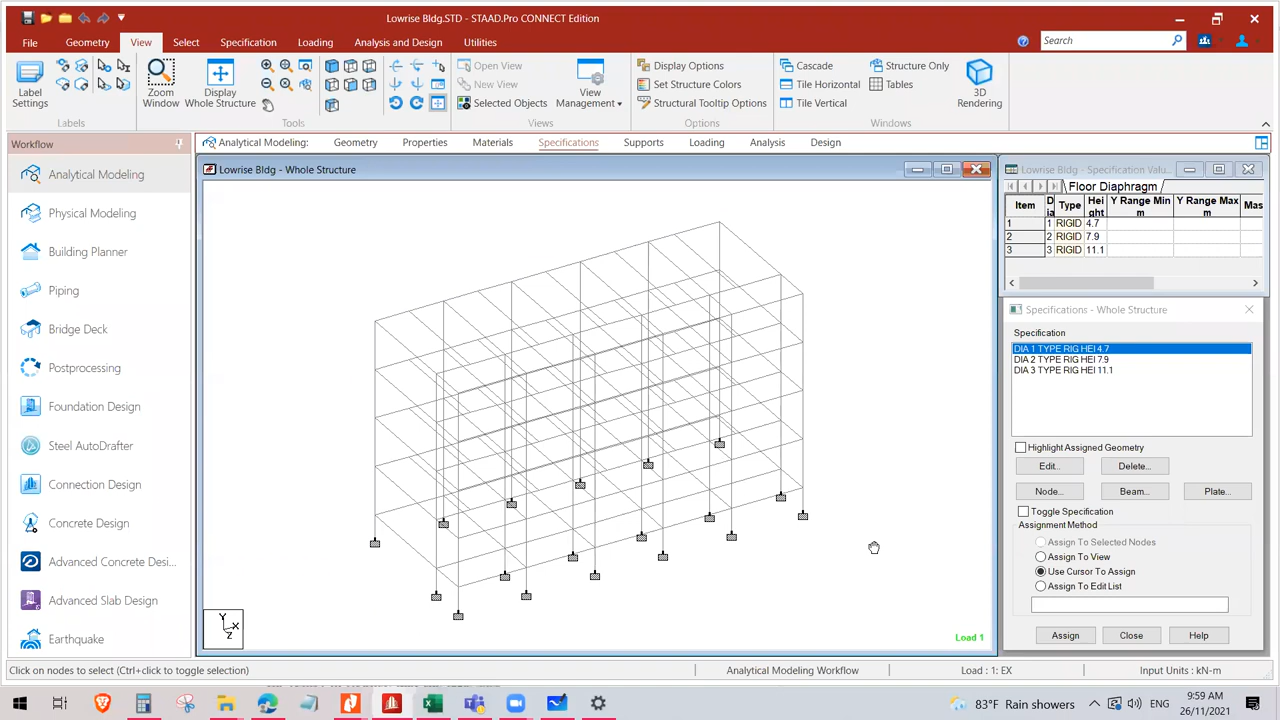 Lowrise Bldg.STD - STAAD.Pro CONNECT Edition
File
Geometry
View
Select
Specification
Loading
Analysis and Design
Utilities
Search
Label Settings
Zoom Window
Display Whole Structure
Open View
New View
Selected Objects
View Management
Display Options
Set Structure Colors
Structural Tooltip Options
Cascade
Tile Horizontal
Tile Vertical
Structure Only
Tables
3D Rendering
Labels
Tools
Views
Options
Windows
Workflow
Analytical Modeling:
Geometry
Properties
Materials
Specifications
Supports
Loading
Analysis
Design
Analytical Modeling
Physical Modeling
Building Planner
Piping
Bridge Deck
Postprocessing
Foundation Design
Steel AutoDrafter
Connection Design
Concrete Design
Advanced Concrete Desi...
Advanced Slab Design
Earthquake
Lowrise Bldg - Whole Structure
Y
X
Z
Load 1
Lowrise Bldg - Specification Valu...
Floor Diaphragm
Item Dia Type Height Y Range Min m Y Range Max m Mas
1 1 RIGID 4.7
2 2 RIGID 7.9
3 3 RIGID 11.1
Specifications - Whole Structure
Specification
DIA 1 TYPE RIG HEI 4.7
DIA 2 TYPE RIG HEI 7.9
DIA 3 TYPE RIG HEI 11.1
Highlight Assigned Geometry
Edit...
Delete...
Node...
Beam...
Plate...
Toggle Specification
Assignment Method
Assign To Selected Nodes
Assign To View
Use Cursor To Assign
Assign To Edit List
Assign
Close
Help
Click on nodes to select (Ctrl+click to toggle selection)
Analytical Modeling Workflow
Load : 1: EX
Input Units : kN-m
83°F Rain showers
ENG
9:59 AM
26/11/2021